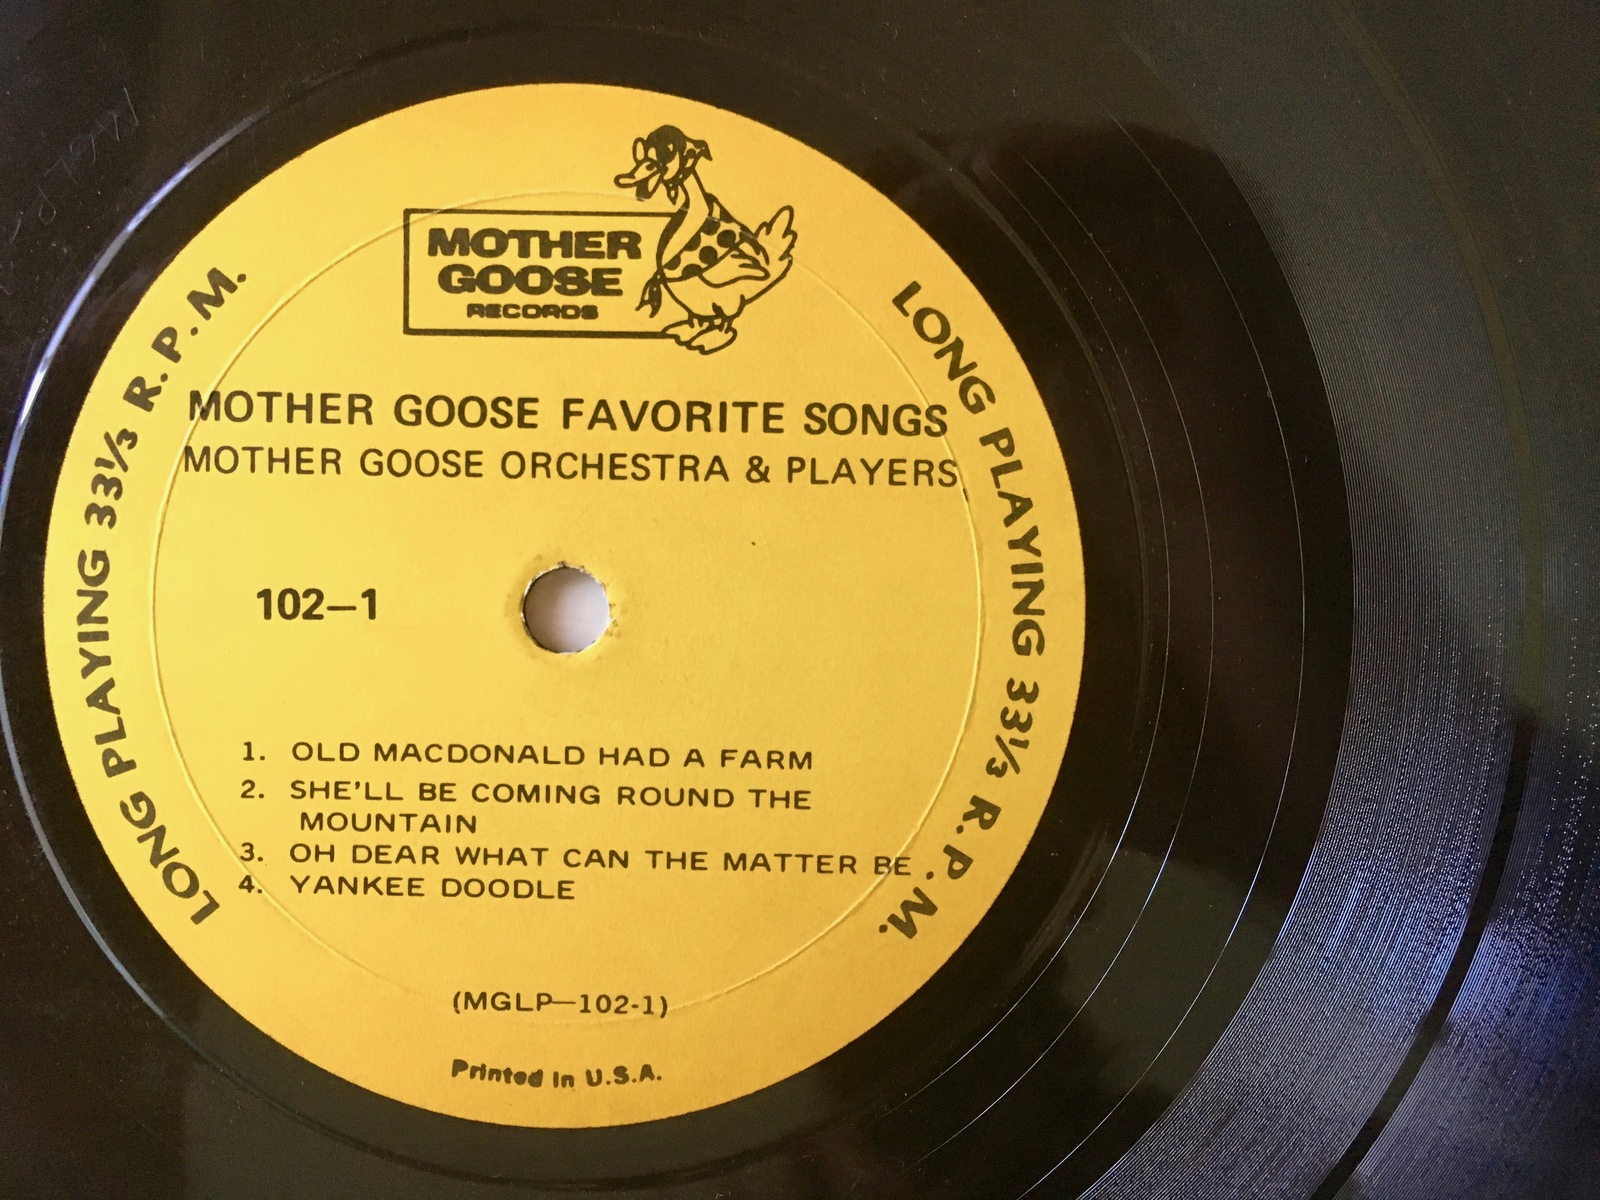 MOTHER
GOOSE
RECORDS
LONG PLAYING 33⅓ R.P.M.
LONG PLAYING 33⅓ R.P.M.
MOTHER GOOSE FAVORITE SONGS
MOTHER GOOSE ORCHESTRA & PLAYERS
102—1
1. OLD MACDONALD HAD A FARM
2. SHE'LL BE COMING ROUND THE
MOUNTAIN
3. OH DEAR WHAT CAN THE MATTER BE
4. YANKEE DOODLE
(MGLP—102-1)
Printed in U.S.A.